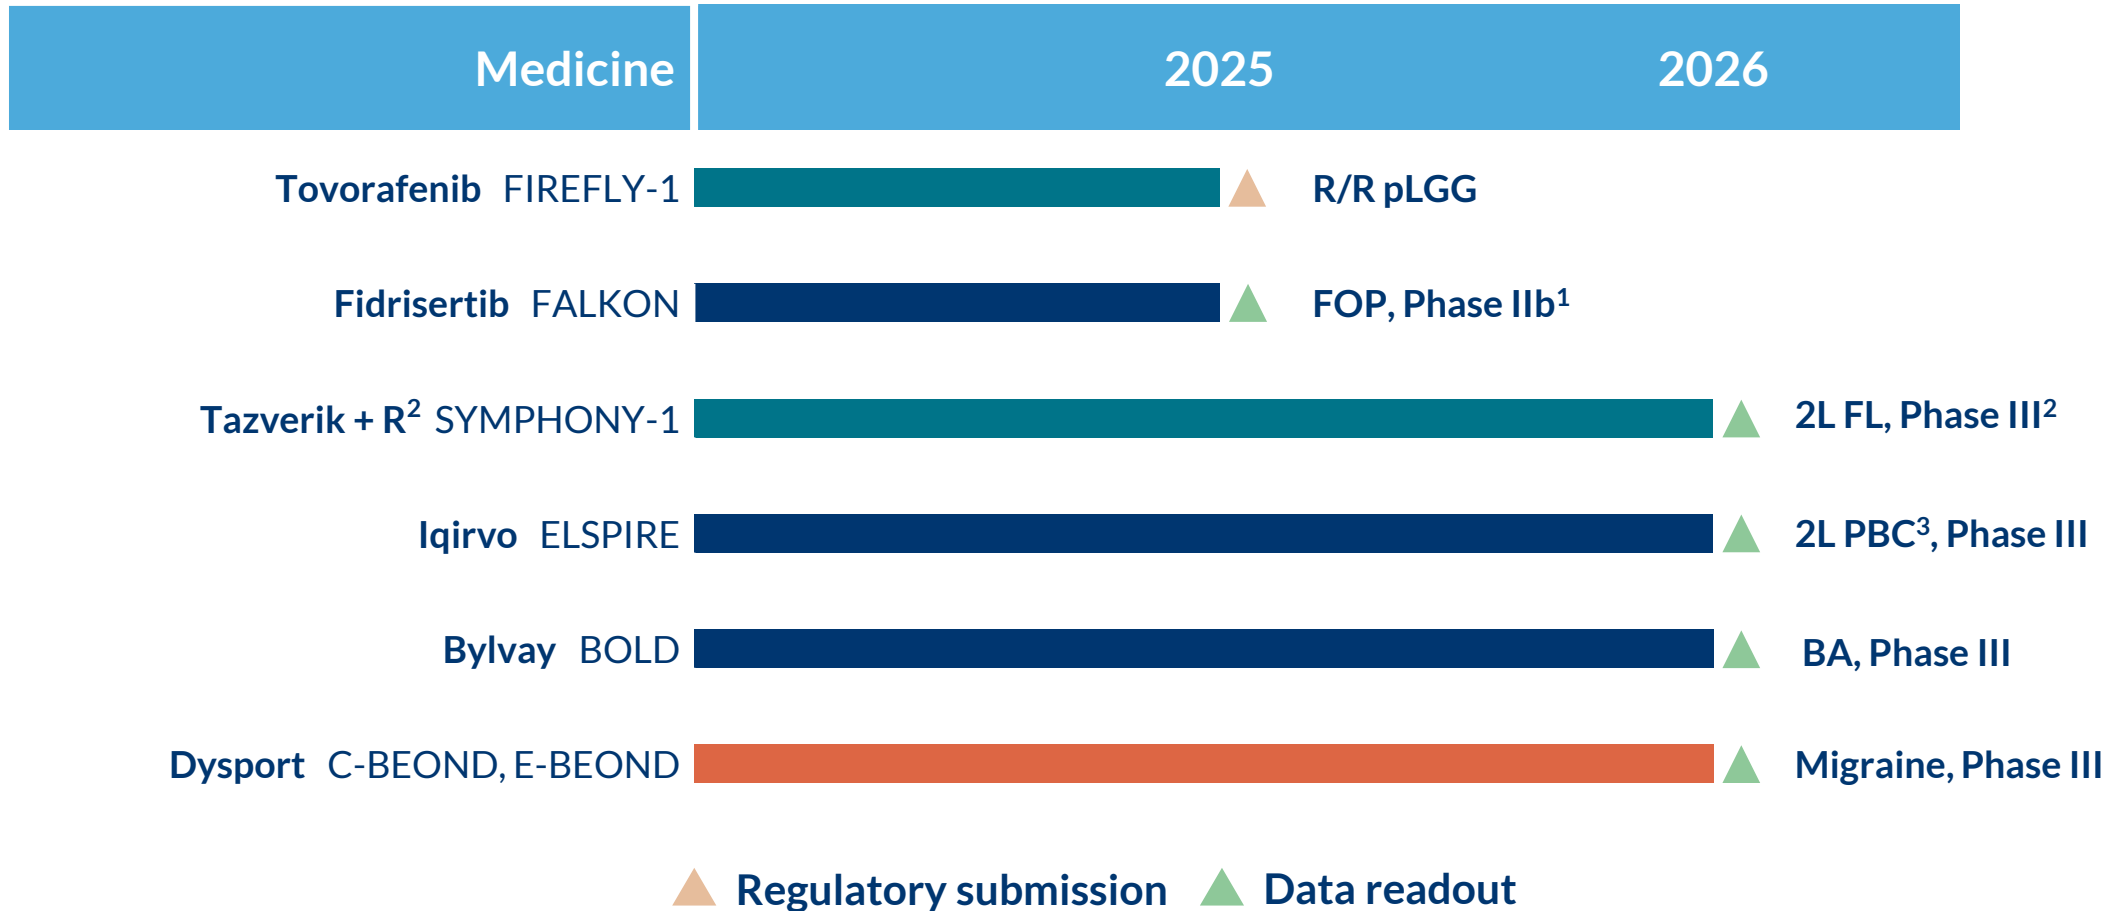 Medicine 2025 2026
Tovorafenib FIREFLY-1 R/R pLGG
Fidrisertib FALKON FOP, Phase IIb¹
Tazverik + R² SYMPHONY-1 2L FL, Phase III²
Iqirvo ELSPIRE 2L PBC³, Phase III
Bylvay BOLD BA, Phase III
Dysport C-BEOND, E-BEOND Migraine, Phase III
Regulatory submission Data readout